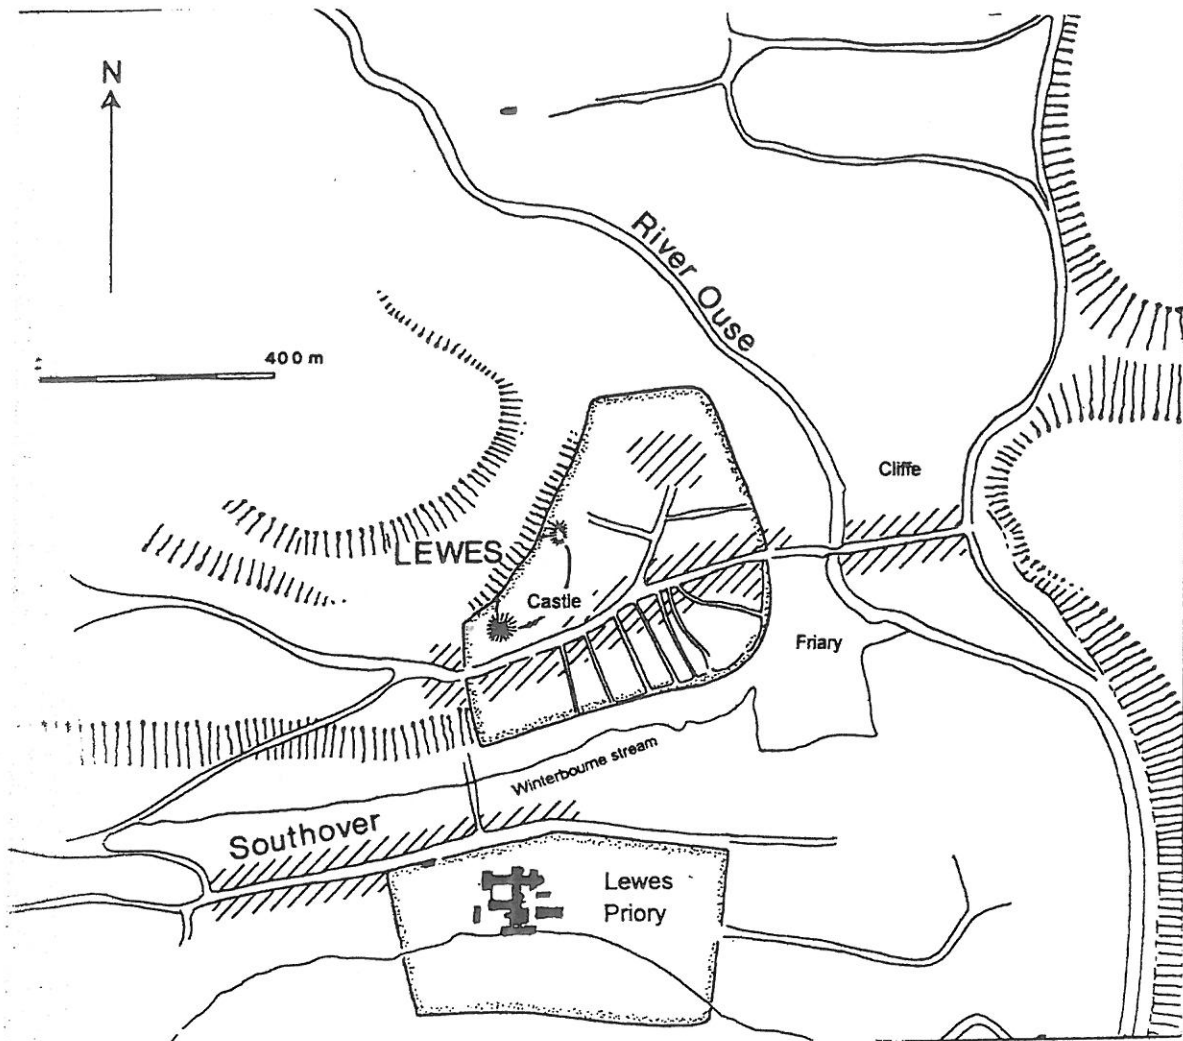 N
400 m
River Ouse
Cliffe
LEWES
Castle
Friary
Winterbourne stream
Southover
Lewes
Priory